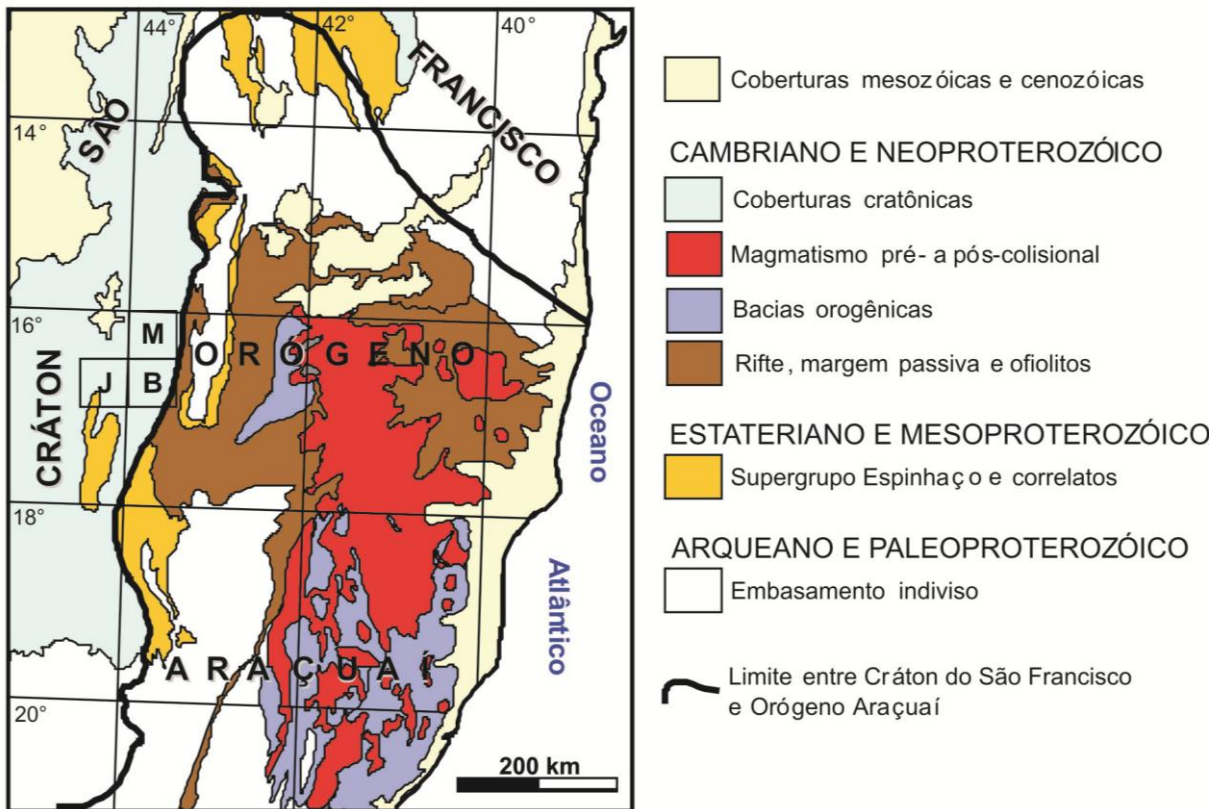 44°
42°
40°
SÃO
FRANCISCO
14°
16°
M
ORÓGENO
J
B
CRÁTON
Oceano
18°
Atlântico
ARAÇUAÍ
20°
200 km
Coberturas mesozóicas e cenozóicas
CAMBRIANO E NEOPROTEROZÓICO
Coberturas cratônicas
Magmatismo pré- a pós-colisional
Bacias orogênicas
Rifte, margem passiva e ofiolitos
ESTATERIANO E MESOPROTEROZÓICO
Supergrupo Espinhaço e correlatos
ARQUEANO E PALEOPROTEROZÓICO
Embasamento indiviso
Limite entre Cráton do São Francisco
e Orógeno Araçuaí